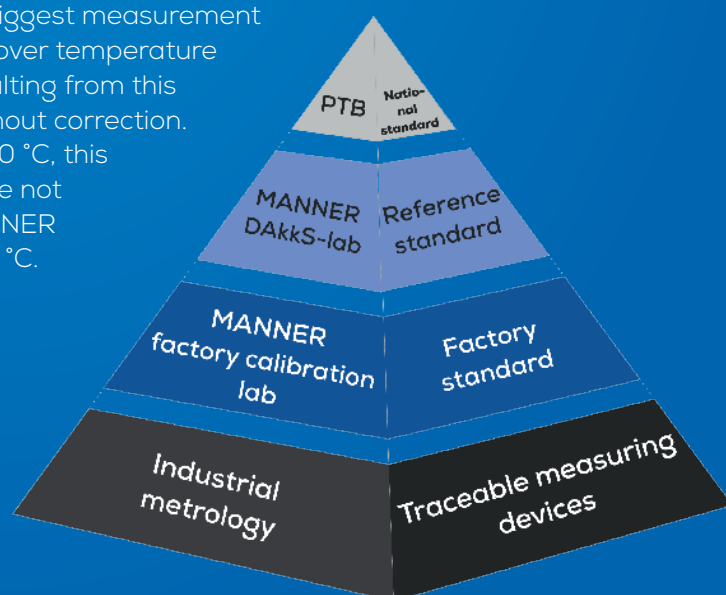 iggest measurement
over temperature
ulting from this
hout correction.
0 °C, this
e not
NER
°C.
PTB
Natio-
nal
standard
MANNER
DAkkS-lab
Reference
standard
MANNER
factory calibration
lab
Factory
standard
Industrial
metrology
Traceable measuring
devices